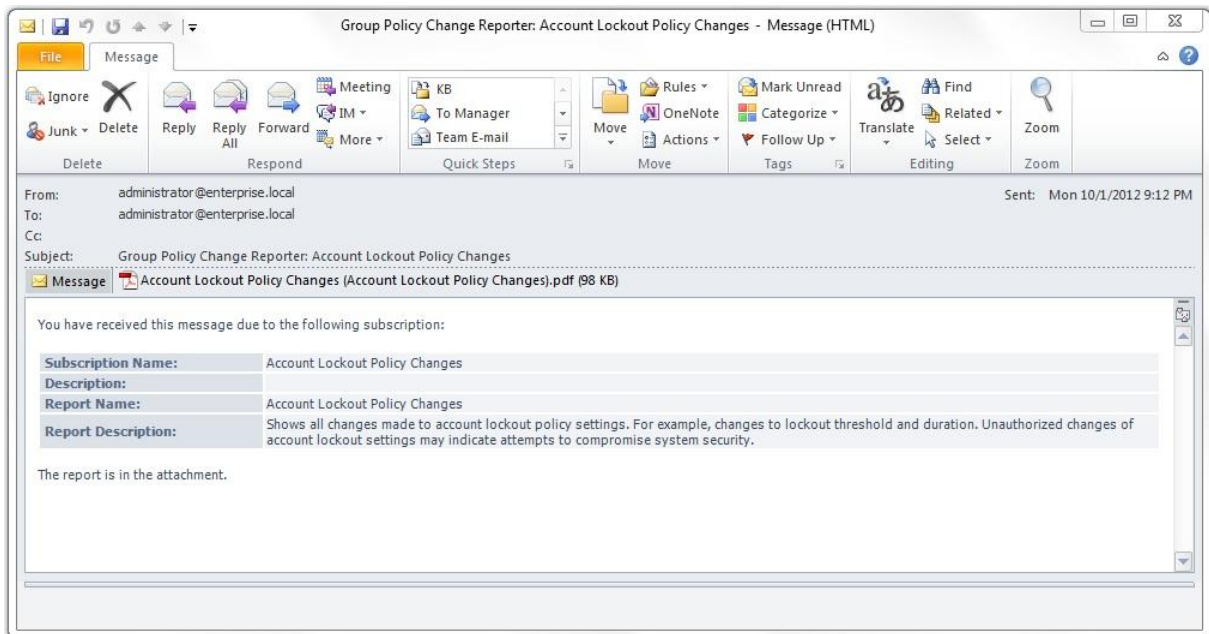 Group Policy Change Reporter: Account Lockout Policy Changes - Message (HTML)
File Message
Ignore
Junk
Delete
Reply
Reply All
Forward
Meeting
IM
More
KB
To Manager
Team E-mail
Move
Rules
OneNote
Actions
Mark Unread
Categorize
Follow Up
Translate
Find
Related
Select
Zoom
Delete Respond Quick Steps Move Tags Editing Zoom
From: administrator@enterprise.local Sent: Mon 10/1/2012 9:12 PM
To: administrator@enterprise.local
Cc:
Subject: Group Policy Change Reporter: Account Lockout Policy Changes
Message Account Lockout Policy Changes (Account Lockout Policy Changes).pdf (98 KB)
You have received this message due to the following subscription:
Subscription Name: Account Lockout Policy Changes
Description:
Report Name: Account Lockout Policy Changes
Report Description: Shows all changes made to account lockout policy settings. For example, changes to lockout threshold and duration. Unauthorized changes of
account lockout settings may indicate attempts to compromise system security.
The report is in the attachment.